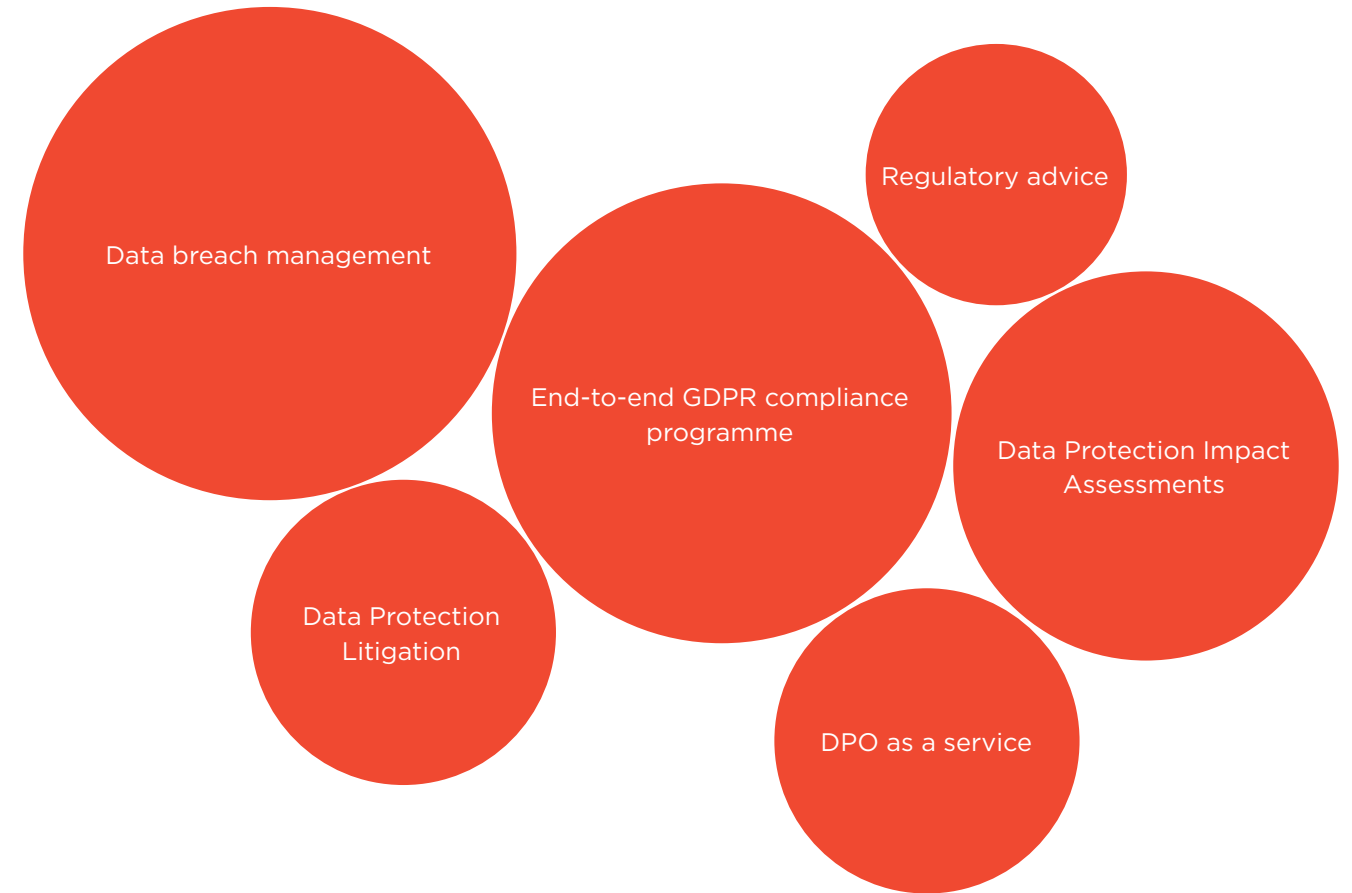 Regulatory advice
Data breach management
End-to-end GDPR compliance
programme
Data Protection Impact
Assessments
Data Protection
Litigation
DPO as a service